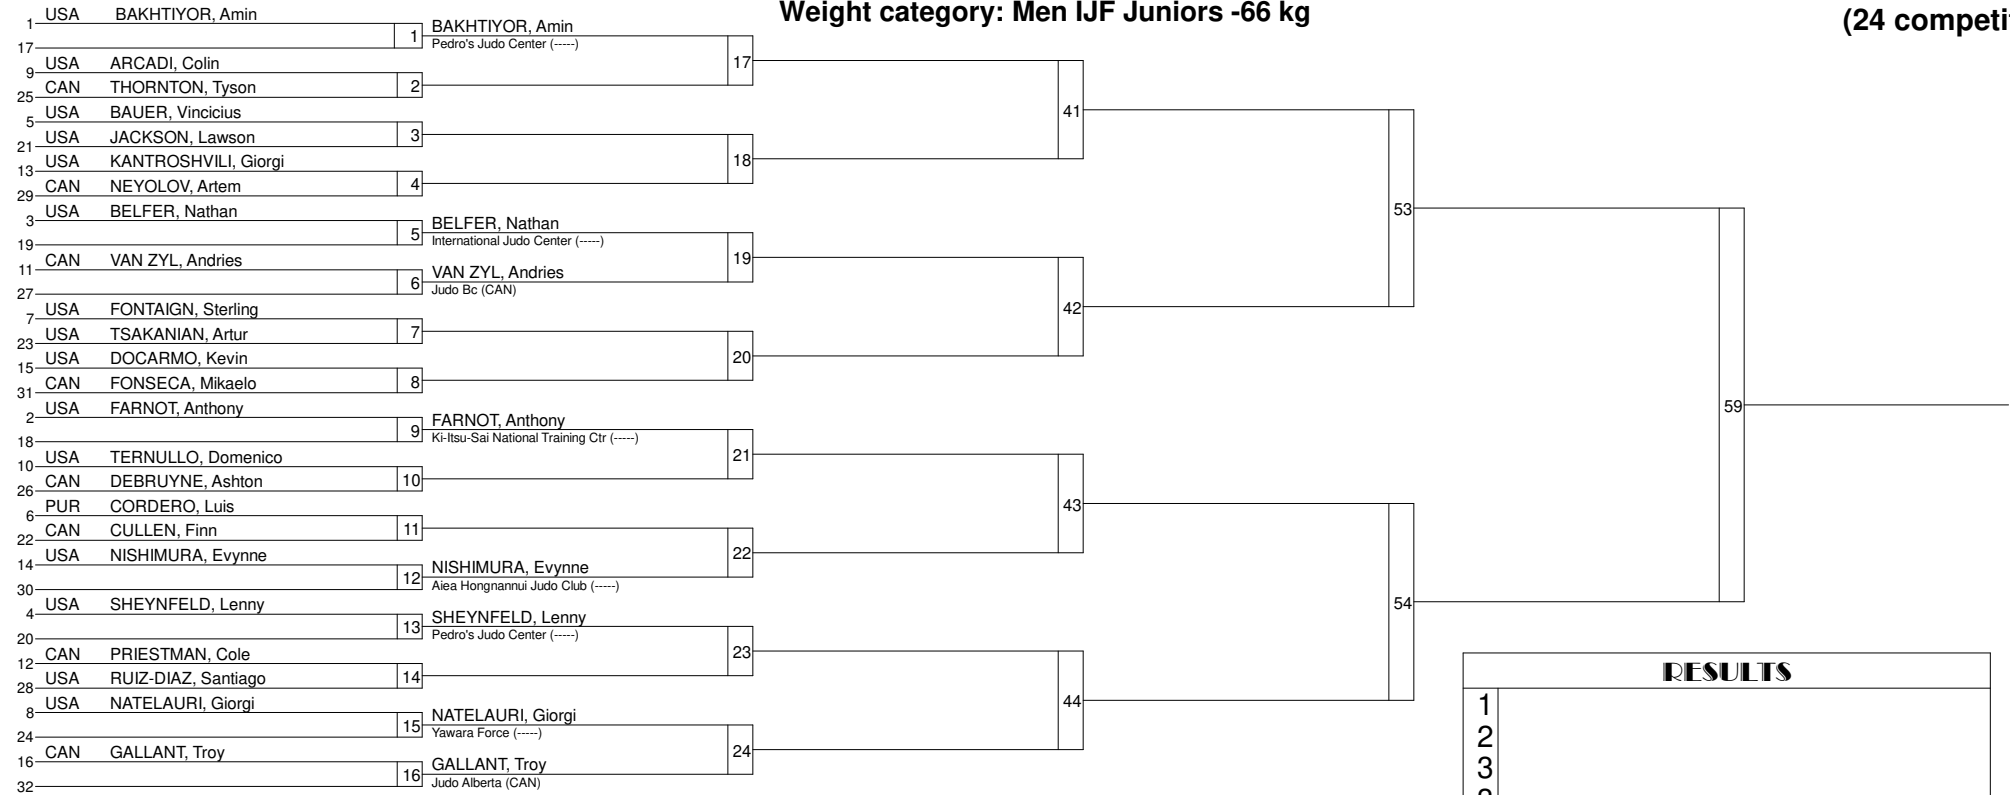 Weight category: Men IJF Juniors -66 kg
(24 competi
1 USA BAKHTIYOR, Amin
17
1 BAKHTIYOR, Amin
Pedro's Judo Center (-----)
9 USA ARCADI, Colin
25 CAN THORNTON, Tyson
2
17
5 USA BAUER, Vincicius
21 USA JACKSON, Lawson
3
13 USA KANTROSHVILI, Giorgi
29 CAN NEYOLOV, Artem
4
18
41
3 USA BELFER, Nathan
19
5 BELFER, Nathan
International Judo Center (-----)
11 CAN VAN ZYL, Andries
27
6 VAN ZYL, Andries
Judo Bc (CAN)
19
7 USA FONTAIGN, Sterling
23 USA TSAKANIAN, Artur
7
15 USA DOCARMO, Kevin
31 CAN FONSECA, Mikaelo
8
20
42
53
2 USA FARNOT, Anthony
18
9 FARNOT, Anthony
Ki-Itsu-Sai National Training Ctr (-----)
10 USA TERNULLO, Domenico
26 CAN DEBRUYNE, Ashton
10
21
6 PUR CORDERO, Luis
22 CAN CULLEN, Finn
11
14 USA NISHIMURA, Evynne
30
12 NISHIMURA, Evynne
Aiea Hongnannui Judo Club (-----)
22
43
4 USA SHEYNFELD, Lenny
20
13 SHEYNFELD, Lenny
Pedro's Judo Center (-----)
12 CAN PRIESTMAN, Cole
28 USA RUIZ-DIAZ, Santiago
14
23
8 USA NATELAURI, Giorgi
24
15 NATELAURI, Giorgi
Yawara Force (-----)
16 CAN GALLANT, Troy
32
16 GALLANT, Troy
Judo Alberta (CAN)
24
44
54
59
RESULTS
1
2
3